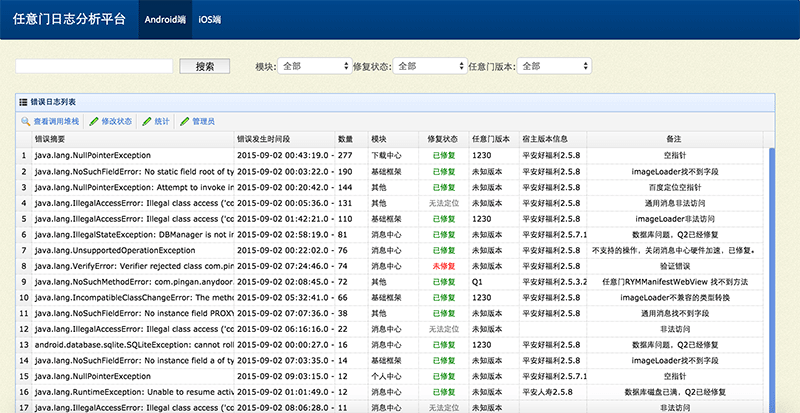 任意门日志分析平台 Android端 iOS端
搜索 模块: 全部 修复状态: 全部 任意门版本: 全部
错误日志列表
查看调用堆栈 修改状态 统计 管理员
错误摘要 错误发生时间段 数量 模块 修复状态 任意门版本 宿主版本信息 备注
1 java.lang.NullPointerException 2015-09-02 00:43:19.0 - 277 下载中心 已修复 1230 平安好福利2.5.8 空指针
2 java.lang.NoSuchFieldError: No static field root of ty 2015-09-02 00:03:22.0 - 190 基础框架 已修复 未知版本 平安好福利2.5.8 imageLoader找不到字段
3 java.lang.NullPointerException: Attempt to invoke in 2015-09-02 00:20:42.0 - 144 其他 已修复 未知版本 平安好福利2.5.8 百度定位空指针
4 java.lang.IllegalAccessError: Illegal class access ('cc 2015-09-02 00:05:36.0 - 131 其他 无法定位 未知版本 平安好福利2.5.8 通用消息非法访问
5 java.lang.IllegalAccessError: Illegal class access ('cc 2015-09-02 01:42:21.0 - 110 基础框架 已修复 1230 平安好福利2.5.8 imageLoader非法访问
6 java.lang.IllegalStateException: DBManager is not in 2015-09-02 02:58:19.0 - 81 消息中心 已修复 未知版本 平安好福利2.5.7.1 数据库问题，Q2已经修复
7 java.lang.UnsupportedOperationException 2015-09-02 00:22:02.0 - 76 消息中心 已修复 未知版本 平安好福利2.5.8 不支持的操作，关闭消息中心硬件加速，已修复。
8 java.lang.VerifyError: Verifier rejected class com.pin 2015-09-02 07:24:46.0 - 74 消息中心 未修复 未知版本 平安好福利2.5.8 验证错误
9 java.lang.NoSuchMethodError: com.pingan.anydoor. 2015-09-02 02:08:45.0 - 72 其他 已修复 Q1 平安好福利2.5.3.2 任意门RYMManifestWebView 找不到方法
10 java.lang.IncompatibleClassChangeError: The metho 2015-09-02 05:32:41.0 - 66 基础框架 已修复 1230 平安好福利2.5.8 imageLoader不兼容的类型转换
11 java.lang.NoSuchFieldError: No instance field PROXY 2015-09-02 07:07:36.0 - 38 其他 已修复 未知版本 平安好福利2.5.8 通用消息找不到字段
12 java.lang.IllegalAccessError: Illegal class access ('cc 2015-09-02 06:16:16.0 - 22 消息中心 无法定位 未知版本 非法访问
13 android.database.sqlite.SQLiteException: cannot roll 2015-09-02 00:00:27.0 - 16 消息中心 已修复 1230 平安好福利2.5.8 数据库问题，Q2已经修复
14 java.lang.NoSuchFieldError: No instance field a of ty 2015-09-02 07:03:35.0 - 14 基础框架 已修复 未知版本 平安好福利2.5.8 imageLoader找不到字段
15 java.lang.NullPointerException 2015-09-02 09:03:15.0 - 12 个人中心 已修复 未知版本 平安好福利2.5.7.1 空指针
16 java.lang.RuntimeException: Unable to resume activ 2015-09-02 01:01:49.0 - 12 消息中心 已修复 未知版本 平安人寿2.5.8 数据库磁盘已满，Q2已经修复
17 java.lang.IllegalAccessError: Illegal class access ('cc 2015-09-02 08:06:28.0 - 11 消息中心 无法定位 未知版本 非法访问